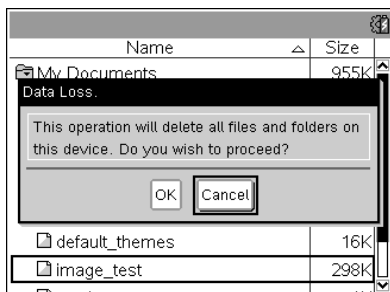 Name Size
My Documents 955K
Data Loss.
This operation will delete all files and folders on
this device. Do you wish to proceed?
OK Cancel
default_themes 16K
image_test 298K